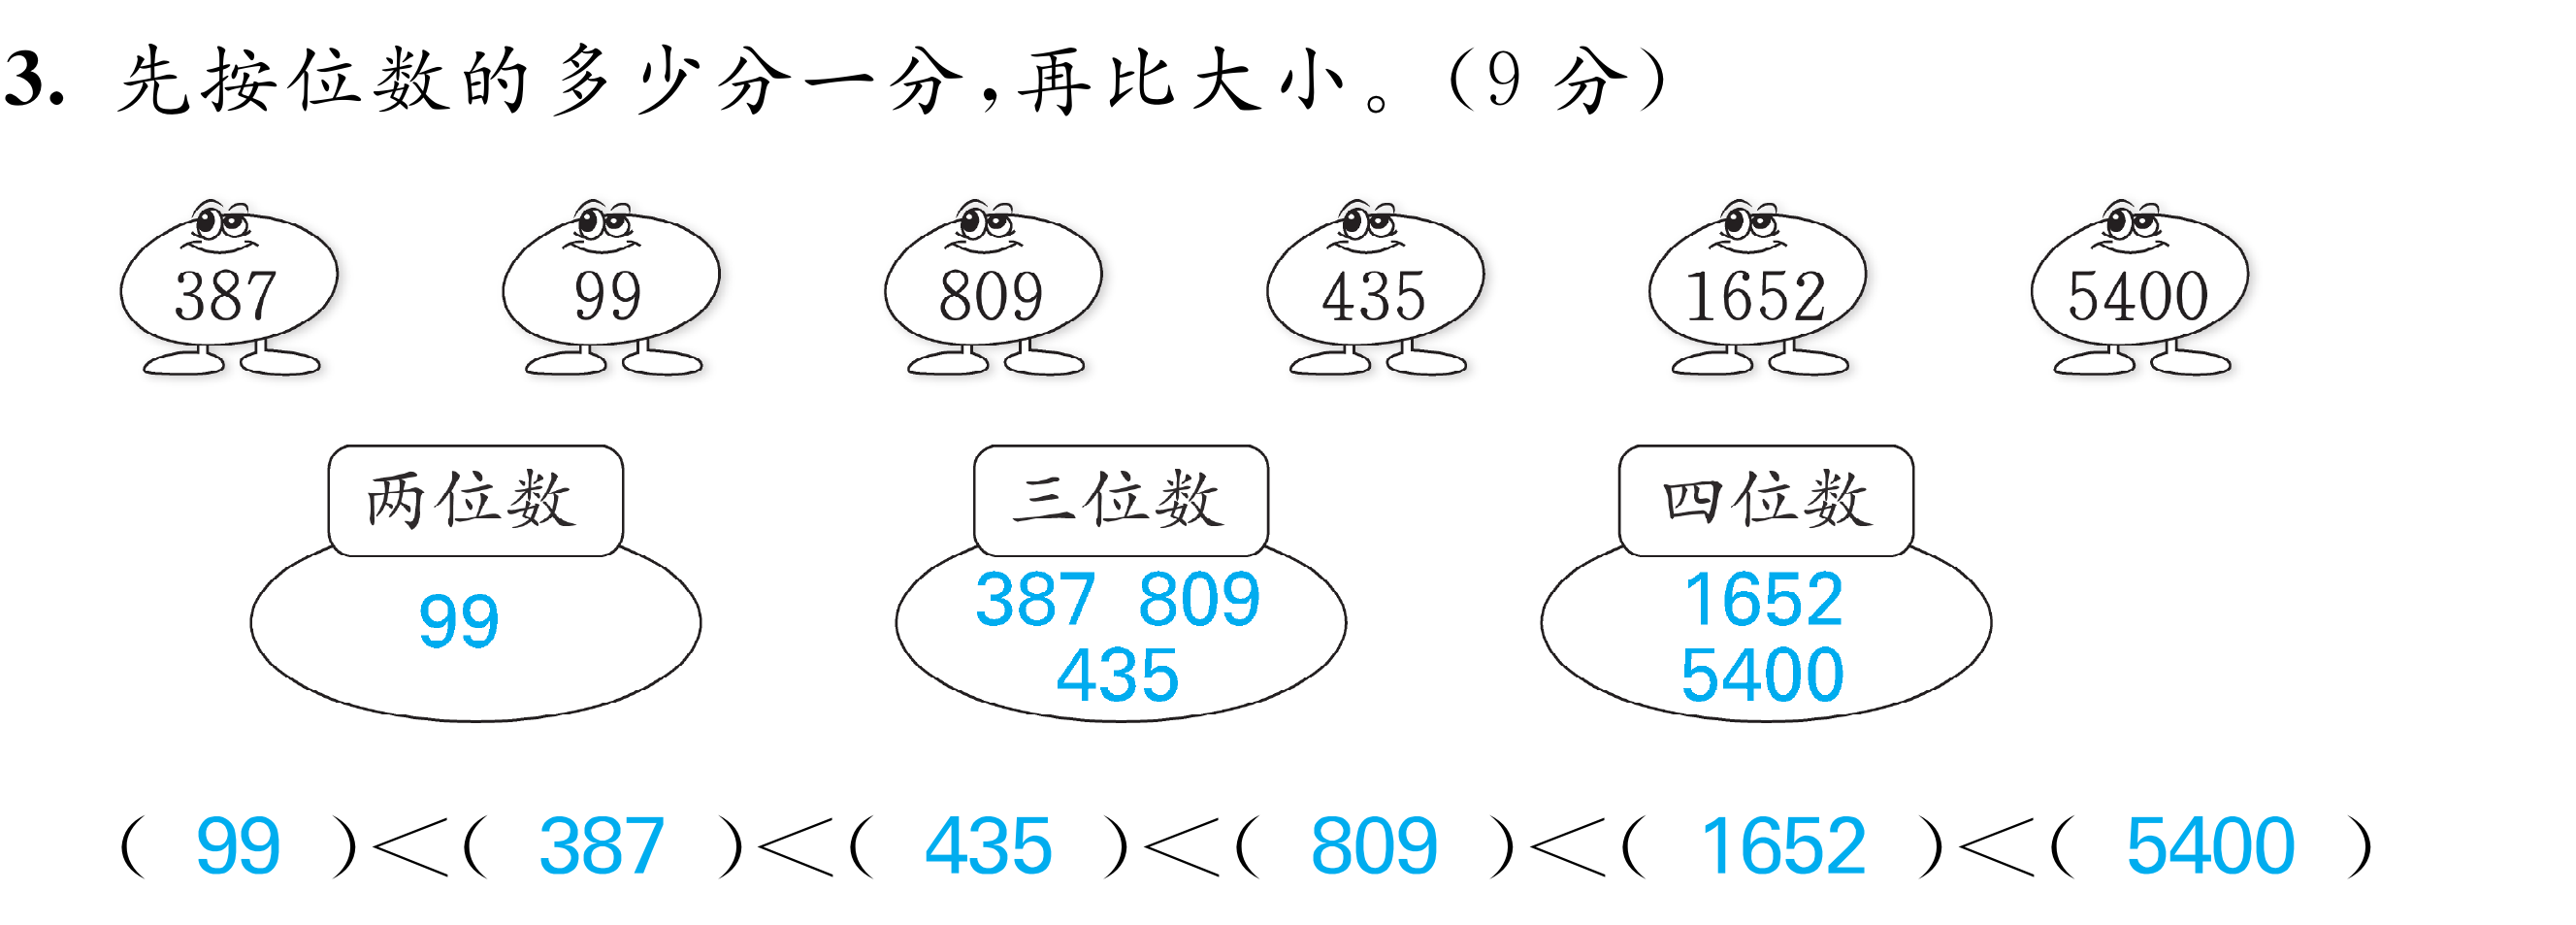 3. 先按位数的多少分一分,再比大小。(9 分)
387 99 809 435 1652 5400
两位数 三位数 四位数
99 387 809 1652
435 5400
( 99 )<( 387 )<( 435 )<( 809 )<( 1652 )<( 5400 )